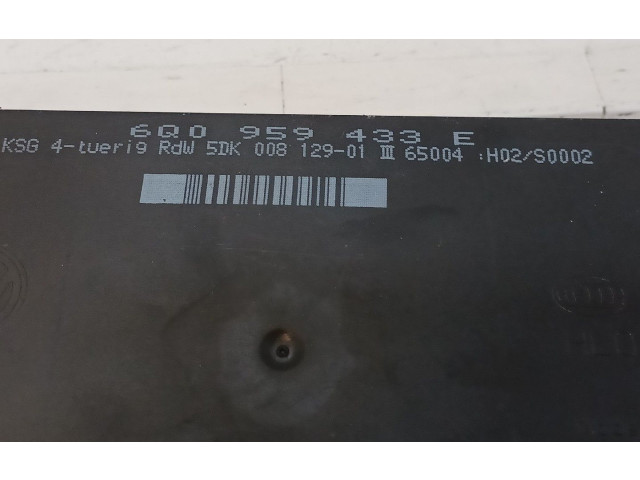 6Q0 959 433 E
KSG 4-tuerig RdW 5DK 008 129-01 III 65004 :H02/S0002